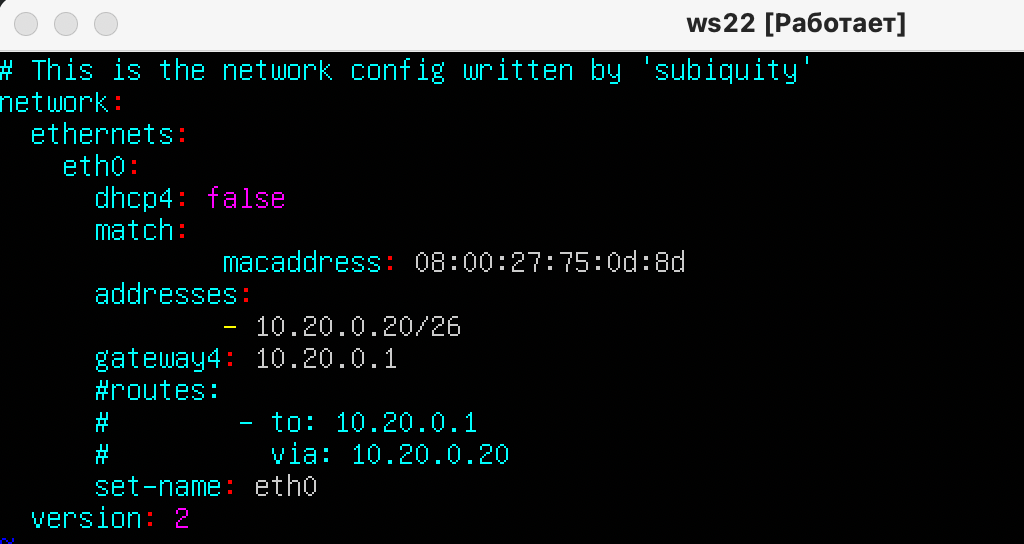 ws22 [Работает]
# This is the network config written by 'subiquity'
network:
  ethernets:
    eth0:
      dhcp4: false
      match:
              macaddress: 08:00:27:75:0d:8d
      addresses:
              - 10.20.0.20/26
      gateway4: 10.20.0.1
      #routes:
      #        - to: 10.20.0.1
      #          via: 10.20.0.20
      set-name: eth0
  version: 2
~